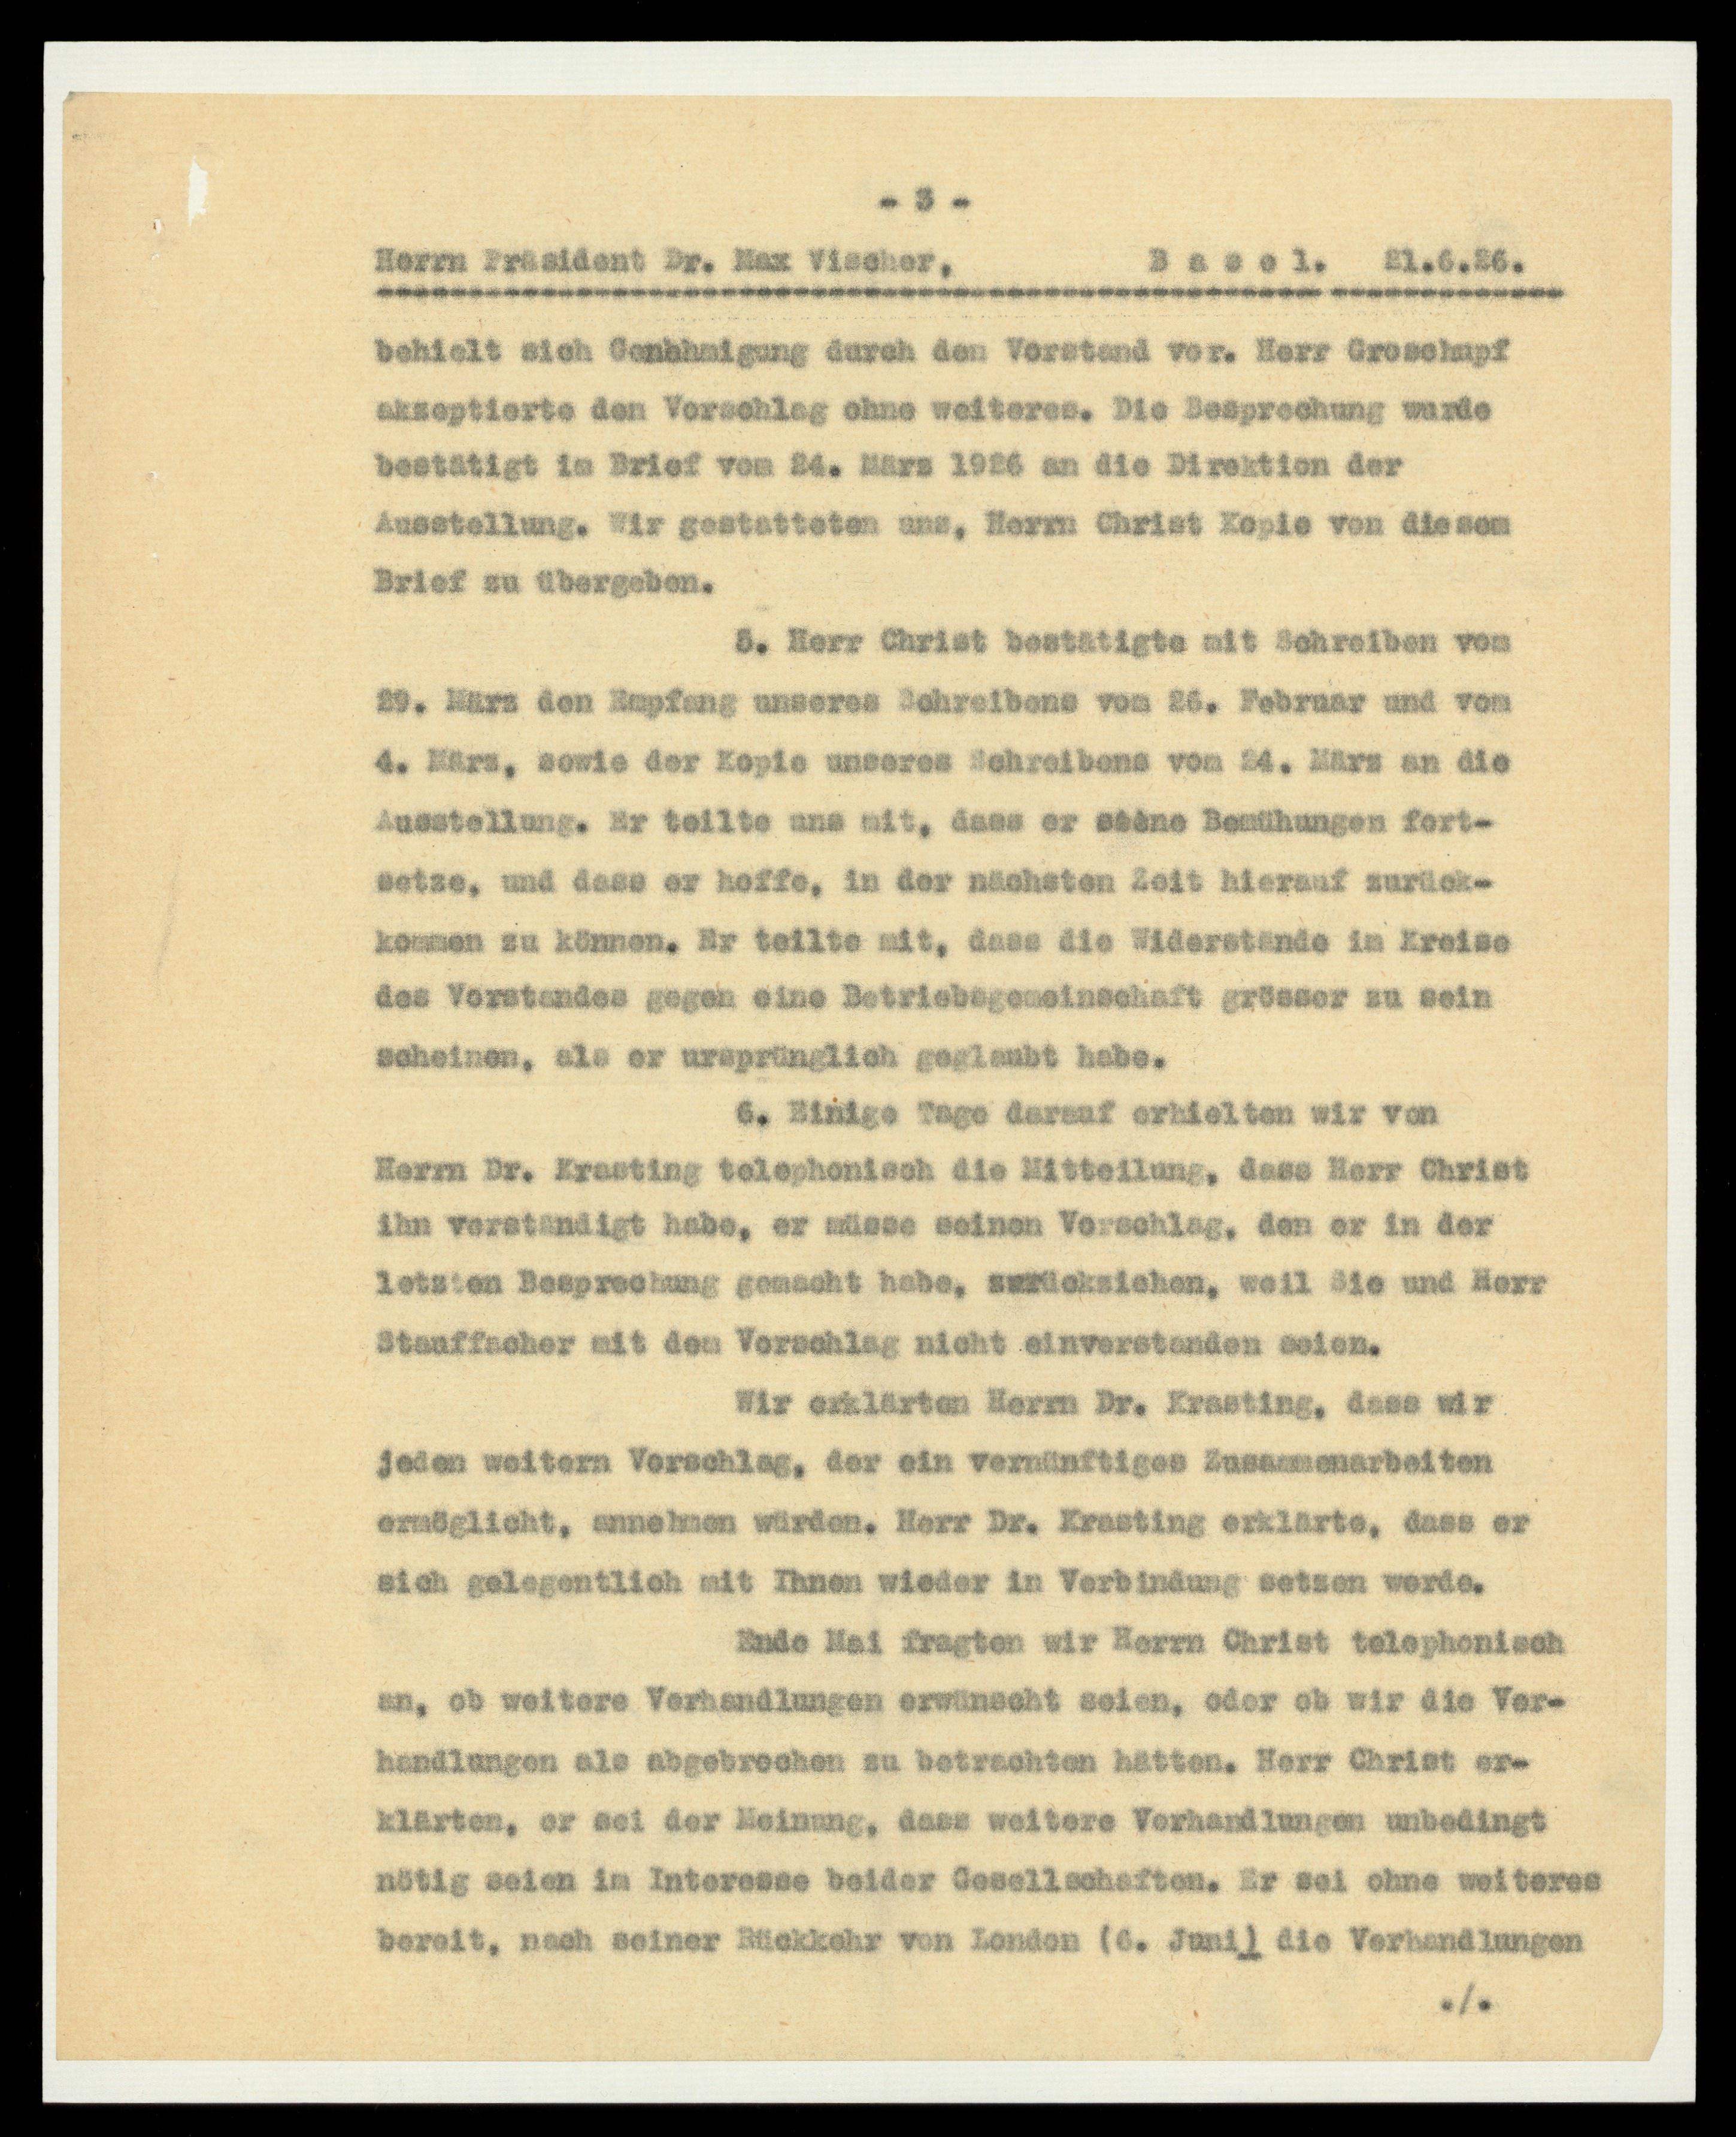 - 3 -
Herrn Präsident Dr. Max Vischer, B a s e l. 21.6.26.
behielt sich Genehmigung durch den Vorstand vor. Herr Groschupf
akzeptierte den Vorschlag ohne weiteres. Die Besprechung wurde
bestätigt im Brief vom 24. März 1926 an die Direktion der
Ausstellung. Wir gestatteten uns, Herrn Christ Kopie von diesem
Brief zu übergeben.
5. Herr Christ bestätigte mit Schreiben vom
29. März den Empfang unseres Schreibens vom 26. Februar und vom
4. März, sowie der Kopie unseres Schreibens vom 24. März an die
Ausstellung. Er teilte uns mit, dass er seine Bemühungen fort-
setze, und dass er hoffe, in der nächsten Zeit hierauf zurück-
kommen zu können. Er teilte mit, dass die Widerstände im Kreise
des Vorstandes gegen eine Betriebsgemeinschaft grösser zu sein
scheinen, als er ursprünglich geglaubt habe.
6. Einige Tage darauf erhielten wir von
Herrn Dr. Krasting telephonisch die Mitteilung, dass Herr Christ
ihn verständigt habe, er müsse seinen Vorschlag, den er in der
letzten Besprechung gemacht habe, zurückziehen, weil Sie und Herr
Stauffacher mit dem Vorschlag nicht einverstanden seien.
Wir erklärten Herrn Dr. Krasting, dass wir
jeden weitern Vorschlag, der ein vernünftiges Zusammenarbeiten
ermöglicht, annehmen würden. Herr Dr. Krasting erklärte, dass er
sich gelegentlich mit Ihnen wieder in Verbindung setzen werde.
Ende Mai fragten wir Herrn Christ telephonisch
an, ob weitere Verhandlungen erwünscht seien, oder ob wir die Ver-
handlungen als abgebrochen zu betrachten hätten. Herr Christ er-
klärten, er sei der Meinung, dass weitere Verhandlungen unbedingt
nötig seien im Interesse beider Gesellschaften. Er sei ohne weiteres
bereit, nach seiner Rückkehr von London (6. Juni) die Verhandlungen
./.